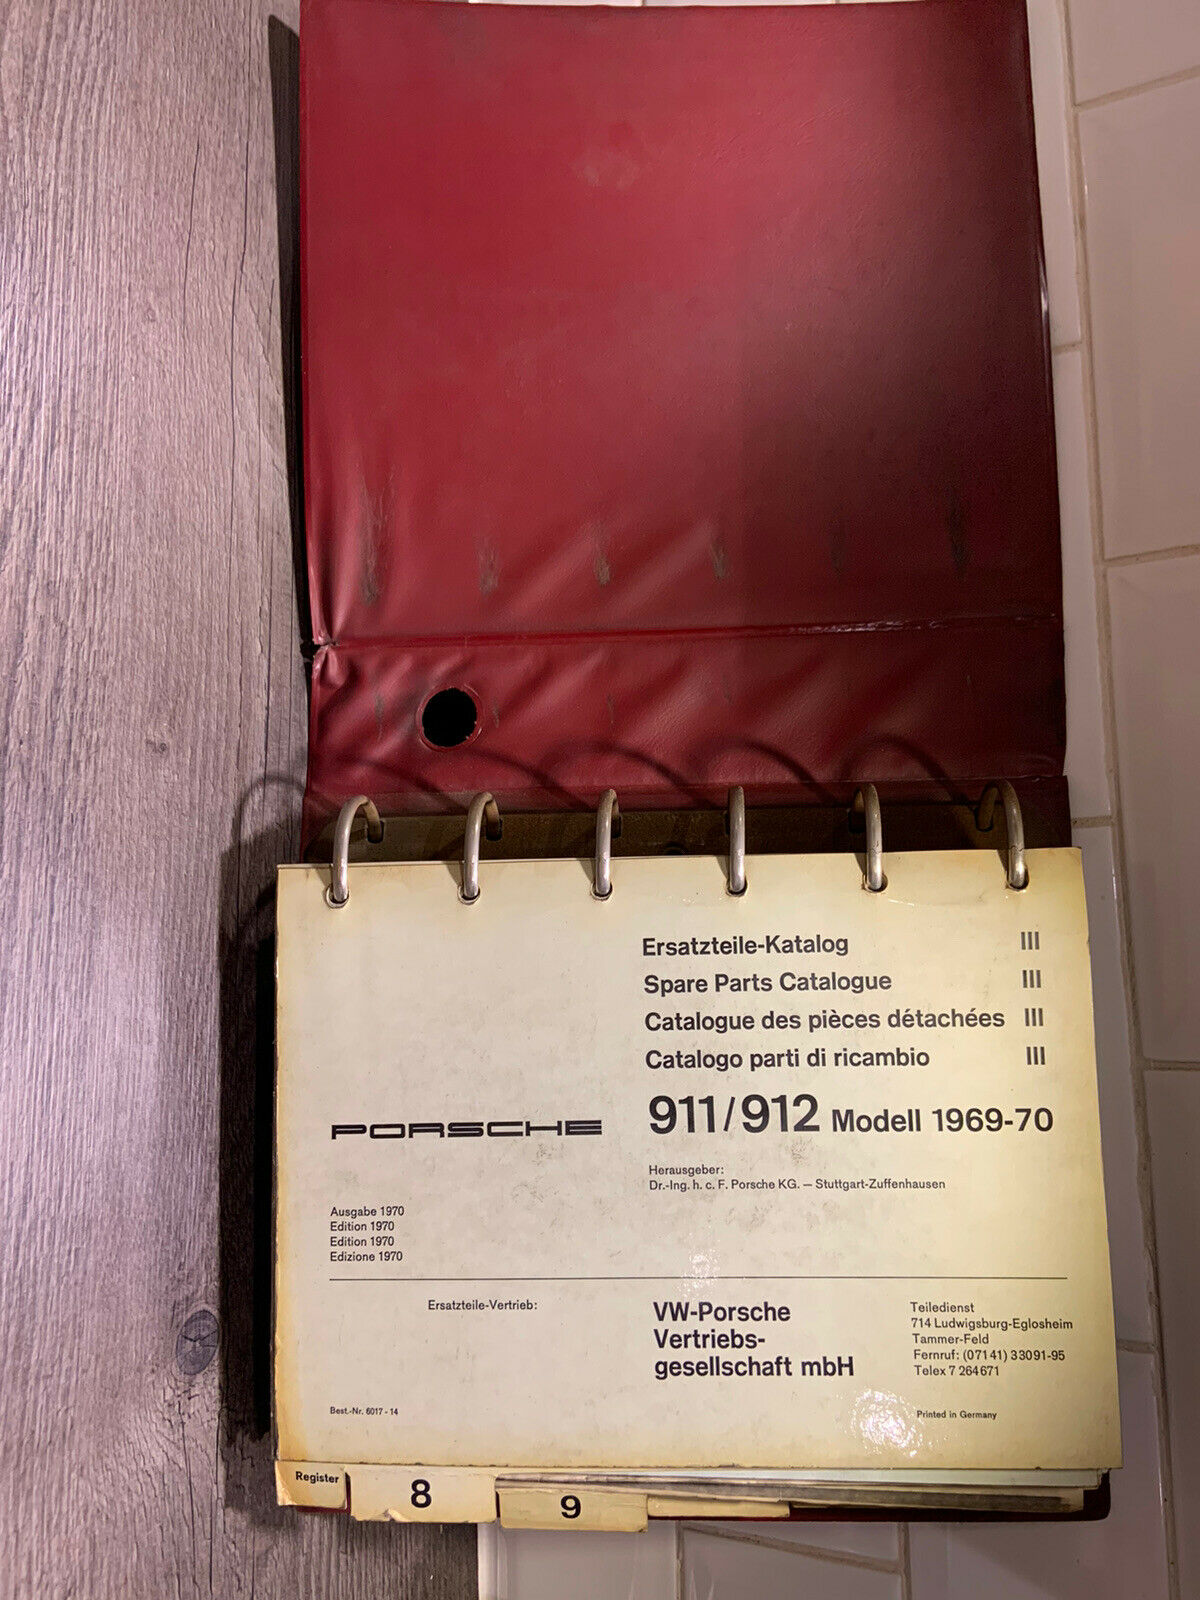 Ersatzteile-Katalog III
Spare Parts Catalogue III
Catalogue des pièces détachées III
Catalogo parti di ricambio III
PORSCHE
911/912 Modell 1969-70
Herausgeber:
Dr.-Ing. h. c. F. Porsche KG. — Stuttgart-Zuffenhausen
Ausgabe 1970
Edition 1970
Edition 1970
Edizione 1970
Ersatzteile-Vertrieb:
VW-Porsche
Vertriebs-
gesellschaft mbH
Teiledienst
714 Ludwigsburg-Eglosheim
Tammer-Feld
Fernruf: (07141) 33091-95
Telex 7 264671
Best.-Nr. 6017 - 14
Printed in Germany
Register
8
9